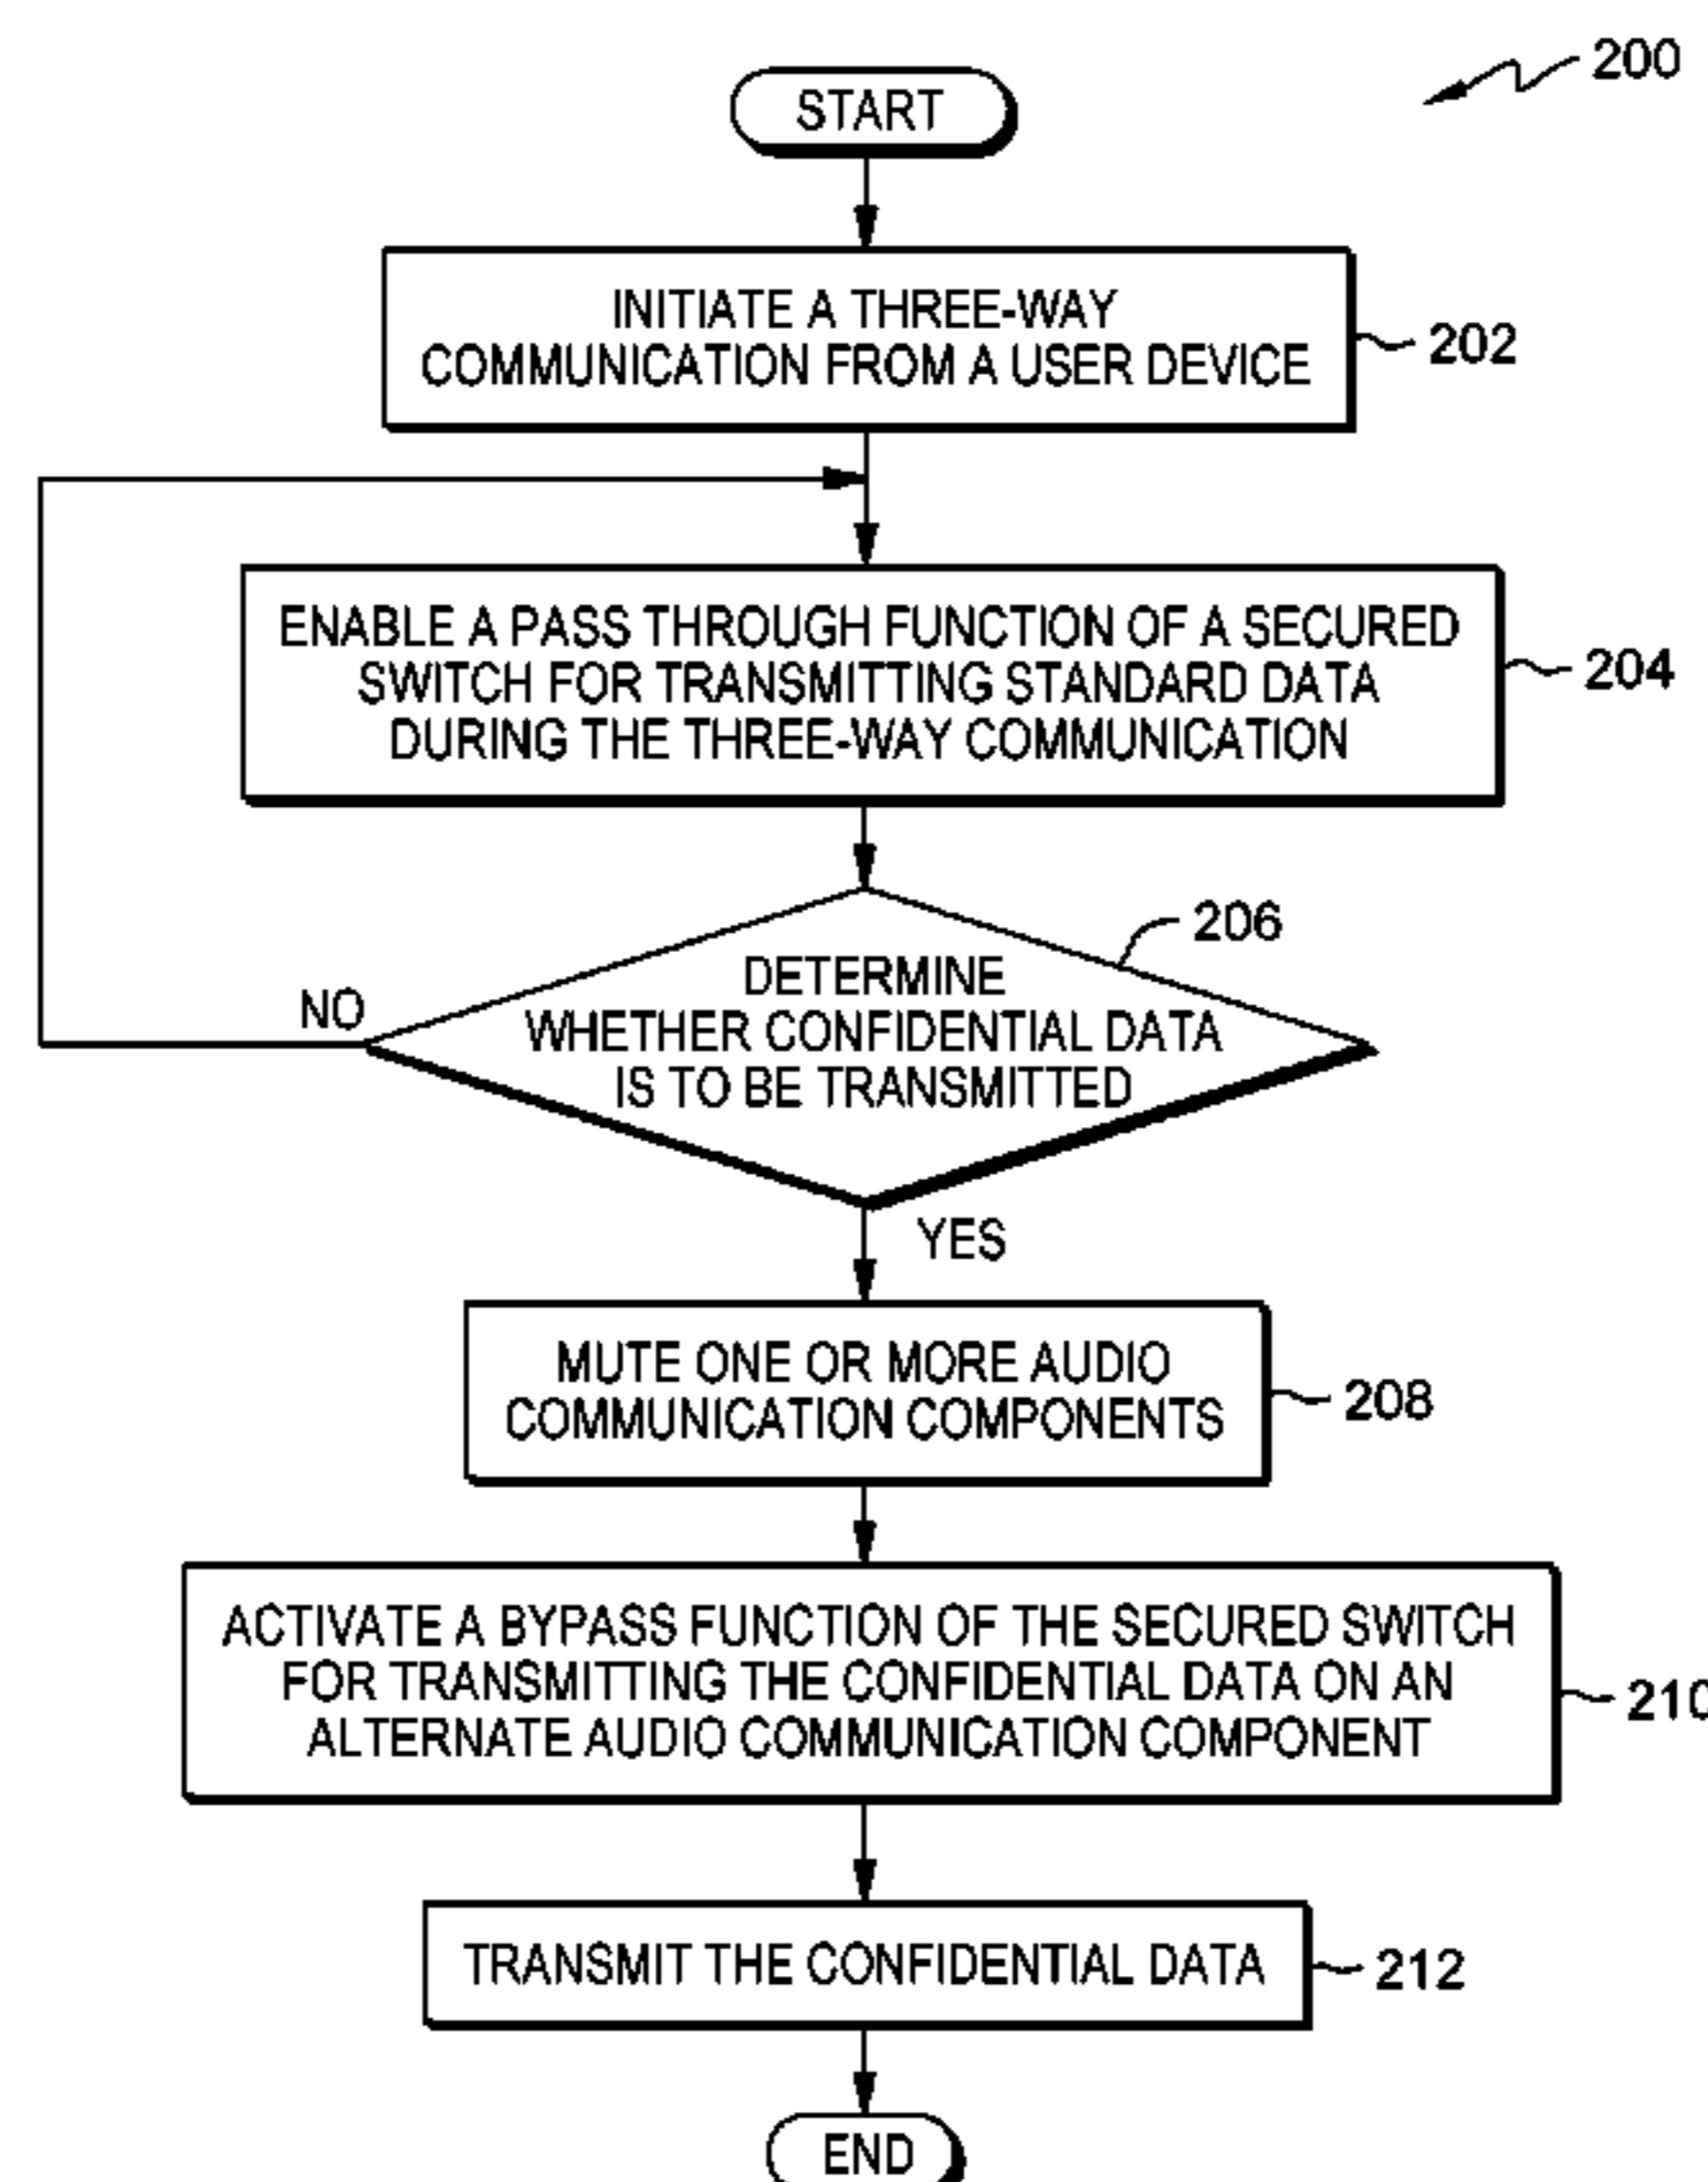 200
START
INITIATE A THREE-WAY
COMMUNICATION FROM A USER DEVICE
202
ENABLE A PASS THROUGH FUNCTION OF A SECURED
SWITCH FOR TRANSMITTING STANDARD DATA
DURING THE THREE-WAY COMMUNICATION
204
206
DETERMINE
WHETHER CONFIDENTIAL DATA
IS TO BE TRANSMITTED
NO
YES
MUTE ONE OR MORE AUDIO
COMMUNICATION COMPONENTS
208
ACTIVATE A BYPASS FUNCTION OF THE SECURED SWITCH
FOR TRANSMITTING THE CONFIDENTIAL DATA ON AN
ALTERNATE AUDIO COMMUNICATION COMPONENT
210
TRANSMIT THE CONFIDENTIAL DATA
212
END